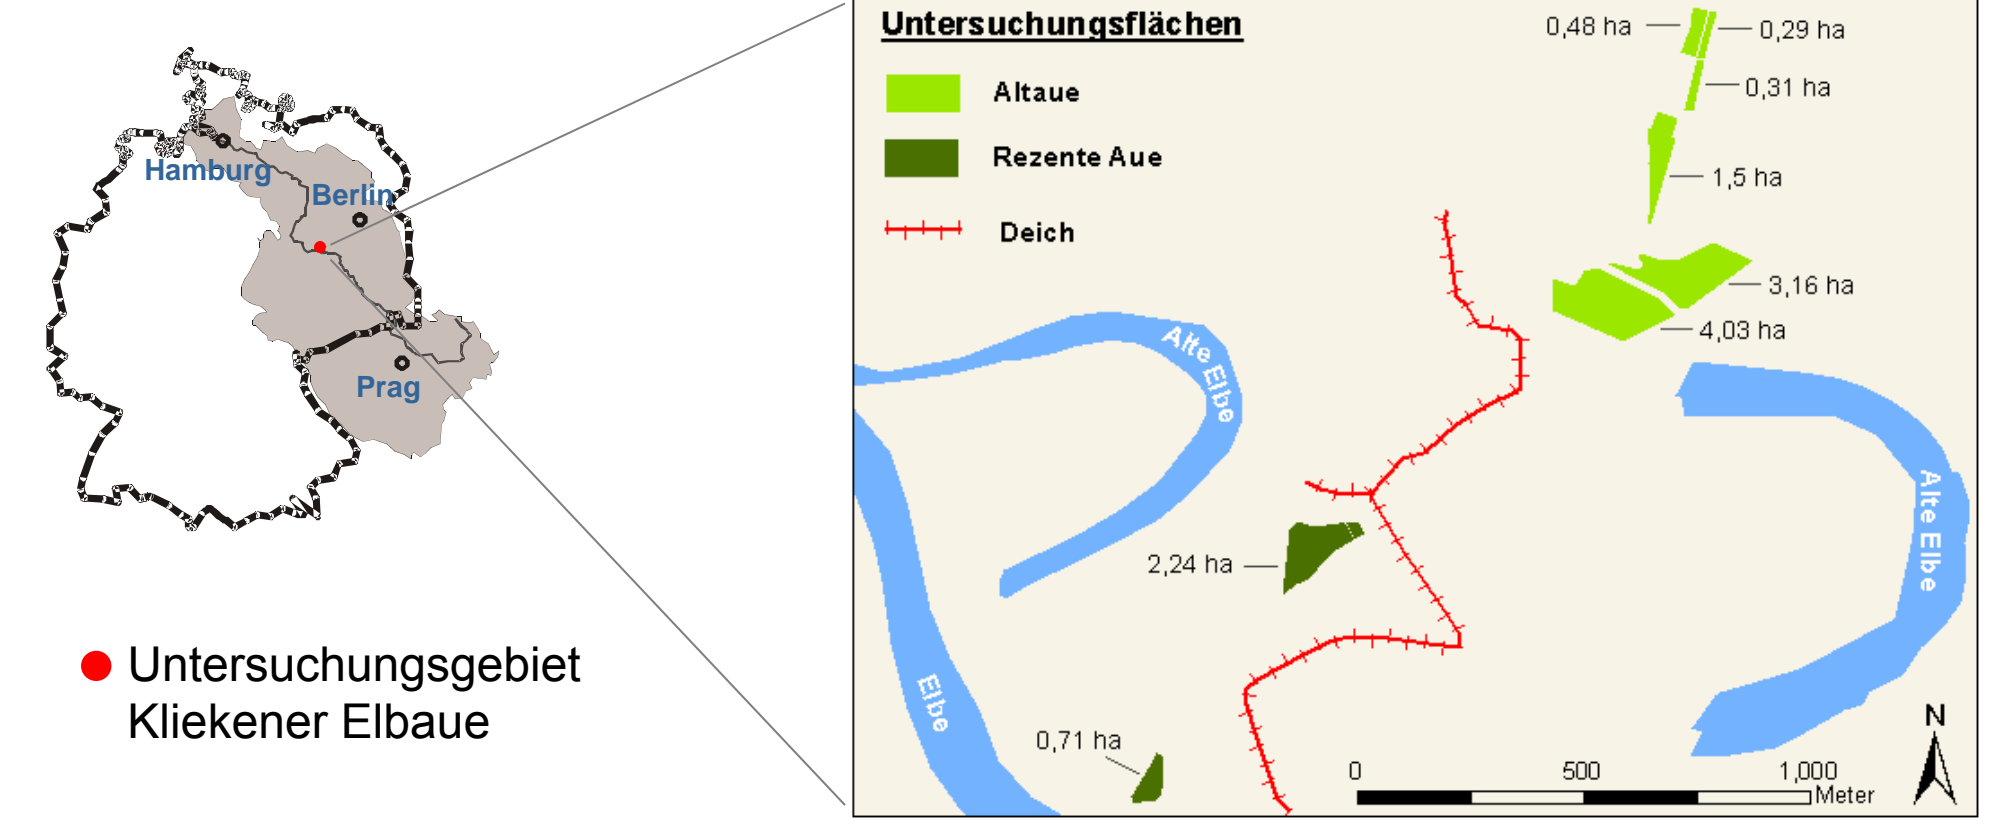 Hamburg
Berlin
Prag
Untersuchungsgebiet
Kliekener Elbaue
Untersuchungsflächen
Altaue
Rezente Aue
Deich
0,48 ha
0,29 ha
0,31 ha
1,5 ha
3,16 ha
4,03 ha
Alte Elbe
Alte Elbe
2,24 ha
Elbe
0,71 ha
N
0 500 1,000
Meter